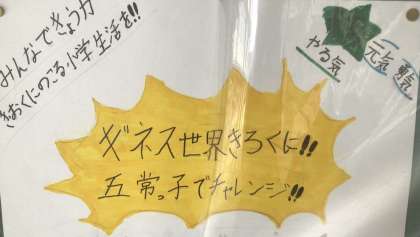 みんなできょう力
きおくにのこる小学生活を!!
やる気
元気
勇気
ギネス世界きろくに!!
五常っ子でチャレンジ!!